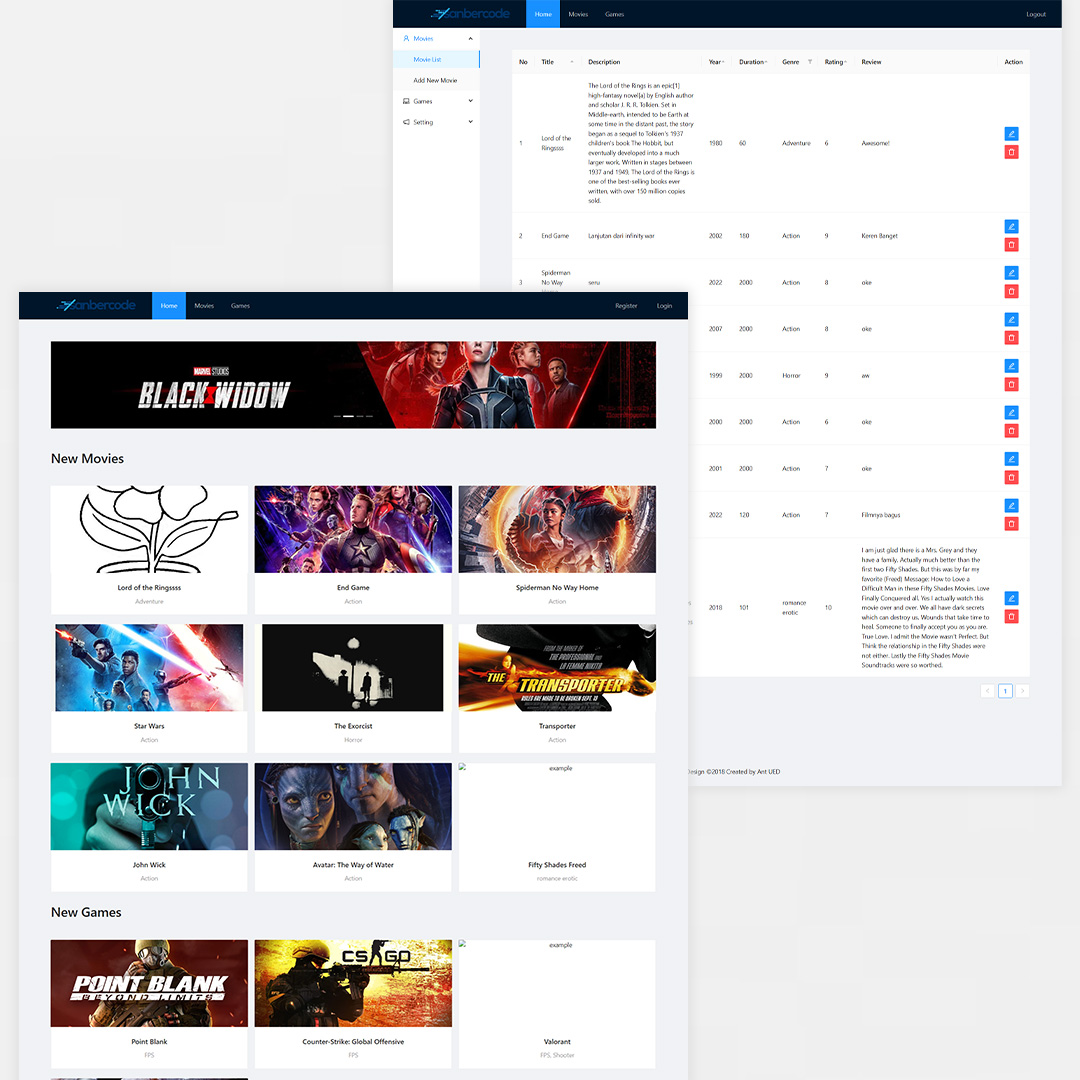 Sanbercode
Home
Movies
Games
Logout
Movies
Movie List
Add New Movie
Games
Setting
No
Title
Description
Year
Duration
Genre
Rating
Review
Action
1
Lord of the
Ringssss
The Lord of the Rings is an epic[1]
high-fantasy novel[a] by English author
and scholar J. R. R. Tolkien. Set in
Middle-earth, intended to be Earth at
some time in the distant past, the story
began as a sequel to Tolkien's 1937
children's book The Hobbit, but
eventually developed into a much
larger work. Written in stages between
1937 and 1949, The Lord of the Rings is
one of the best-selling books ever
written, with over 150 million copies
sold.
1980
60
Adventure
6
Awesome!
2
End Game
Lanjutan dari infinity war
2002
180
Action
9
Keren Banget
3
Spiderman
No Way
seru
2022
2000
Action
8
oke
2007
2000
Action
8
oke
1999
2000
Horror
9
aw
2000
2000
Action
6
oke
2001
2000
Action
7
oke
2022
120
Action
7
Filmnya bagus
2018
101
romance
erotic
10
I am just glad there is a Mrs. Grey and they
have a family. Actually much better than the
first two Fifty Shades. But this was by far my
favorite (Freed) Message: How to Love a
Difficult Man in these Fifty Shades Movies. Love
Finally Conquered all. Yes I actually watch this
movie over and over. We all have dark secrets
which can destroy us. Wounds that take time to
heal. Someone to finally accept you as you are.
True Love. I admit the Movie wasn't Perfect. But
Think the relationship in the Fifty Shades were
not either. Lastly the Fifty Shades Movie
Soundtracks were so worthed.
1
Design ©2018 Created by Ant UED
Sanbercode
Home
Movies
Games
Register
Login
MARVEL STUDIOS
BLACK WIDOW
New Movies
Lord of the Ringssss
Adventure
End Game
Action
Spiderman No Way Home
Action
Star Wars
Action
The Exorcist
Horror
FROM THE MAKER OF
THE PROFESSIONAL AND
LA FEMME NIKITA
THE TRANSPORTER
RULES ARE MADE TO BE BROKEN SEPT. 13
Transporter
Action
JOHN
WICK
John Wick
Action
Avatar: The Way of Water
Action
example
Fifty Shades Freed
romance erotic
New Games
POINT BLANK
BEYOND LIMITS
Point Blank
FPS
CS GO
Counter-Strike: Global Offensive
FPS
example
Valorant
FPS, Shooter